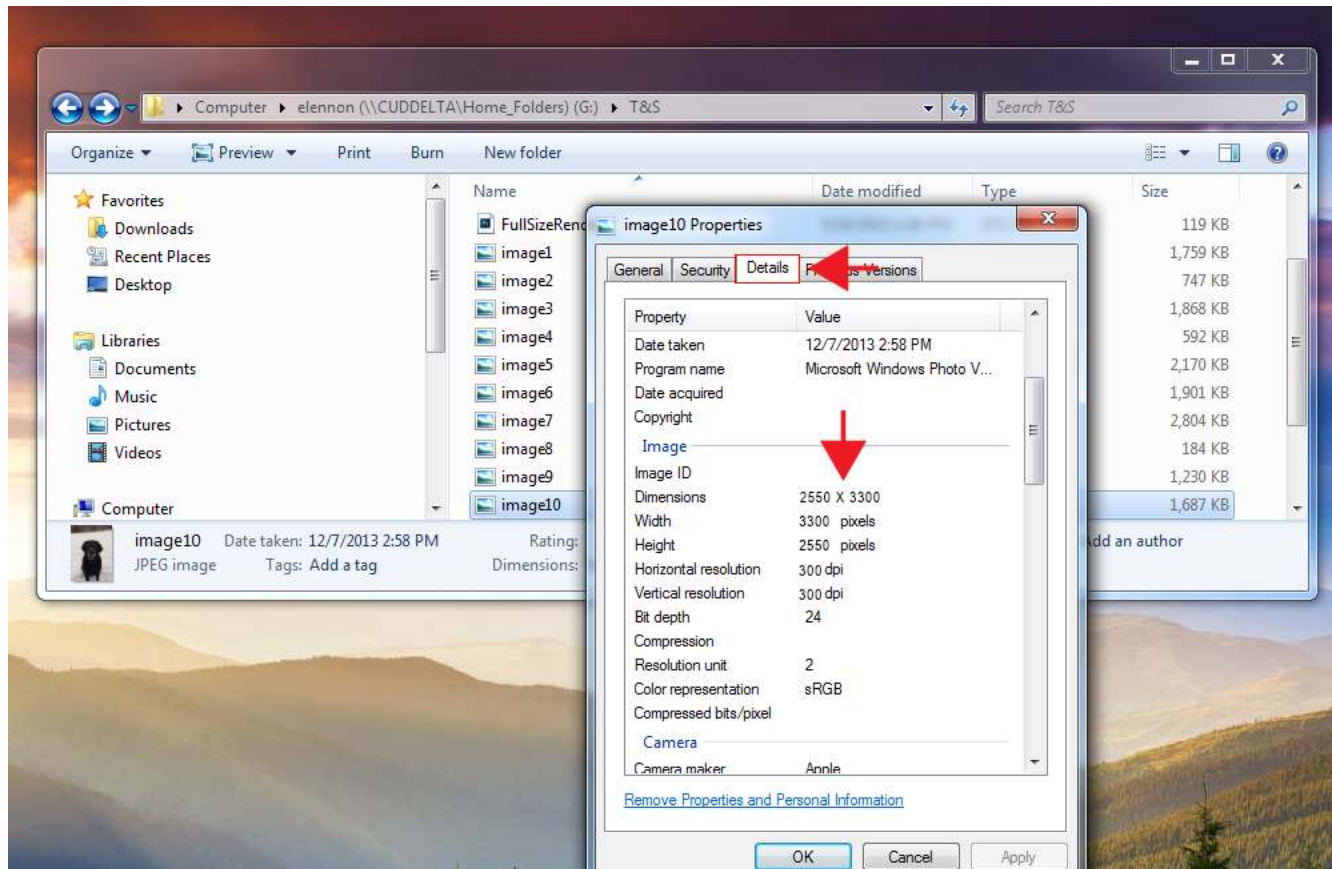 Computer ▸ elennon (\\CUDDELTA\Home_Folders) (G:) ▸ T&S
Search T&S
Organize Preview Print Burn New folder
Name Date modified Type Size
Favorites
Downloads
Recent Places
Desktop
Libraries
Documents
Music
Pictures
Videos
Computer
FullSizeRend 119 KB
image1 1,759 KB
image2 747 KB
image3 1,868 KB
image4 592 KB
image5 2,170 KB
image6 1,901 KB
image7 2,804 KB
image8 184 KB
image9 1,230 KB
image10 1,687 KB
image10 Date taken: 12/7/2013 2:58 PM Rating: Add an author
JPEG image Tags: Add a tag Dimensions:
image10 Properties
General Security Details Versions
Property Value
Date taken 12/7/2013 2:58 PM
Program name Microsoft Windows Photo V...
Date acquired
Copyright
Image
Image ID
Dimensions 2550 X 3300
Width 3300 pixels
Height 2550 pixels
Horizontal resolution 300 dpi
Vertical resolution 300 dpi
Bit depth 24
Compression
Resolution unit 2
Color representation sRGB
Compressed bits/pixel
Camera
Camera maker Apple
Remove Properties and Personal Information
OK Cancel Apply